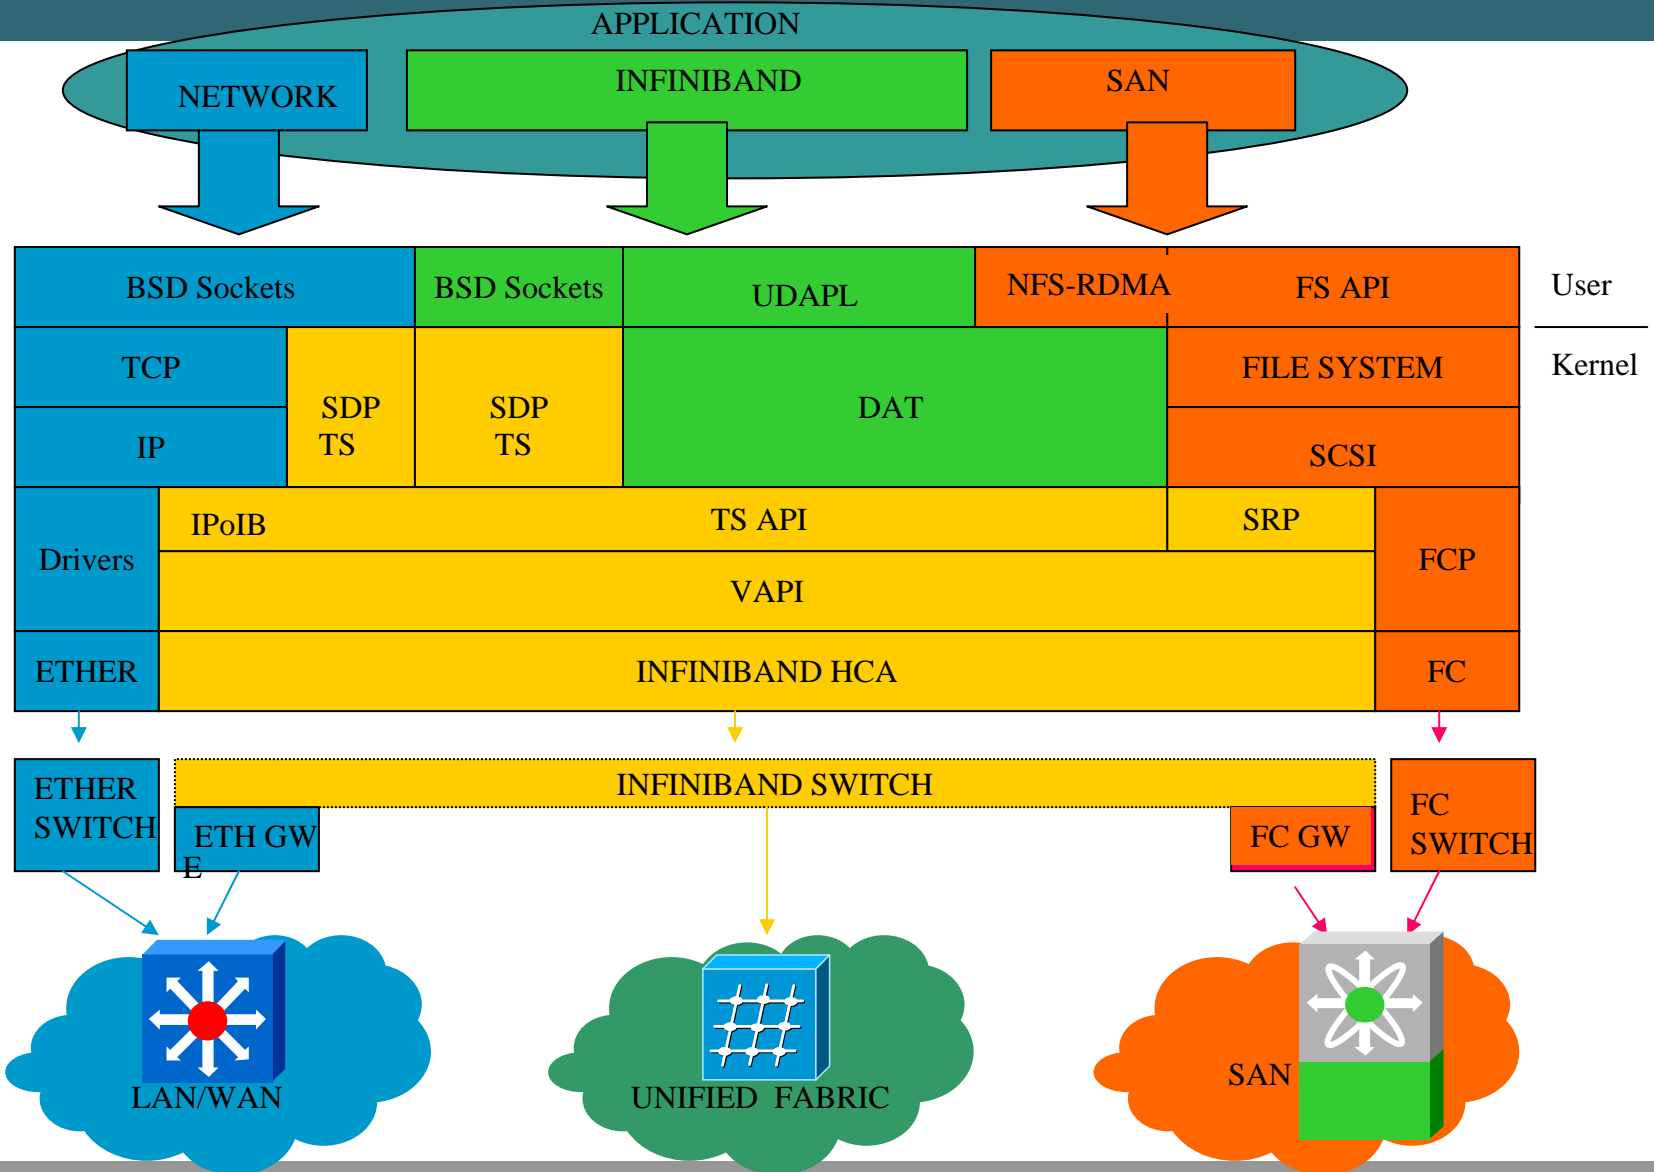 APPLICATION
NETWORK
INFINIBAND
SAN
BSD Sockets
BSD Sockets
UDAPL
NFS-RDMA
FS API
User
TCP
SDP
TS
SDP
TS
DAT
FILE SYSTEM
Kernel
IP
SCSI
Drivers
IPoIB
TS API
SRP
FCP
VAPI
ETHER
INFINIBAND HCA
FC
ETHER
SWITCH
INFINIBAND SWITCH
ETH GW
E
FC GW
FC
SWITCH
LAN/WAN
UNIFIED FABRIC
SAN